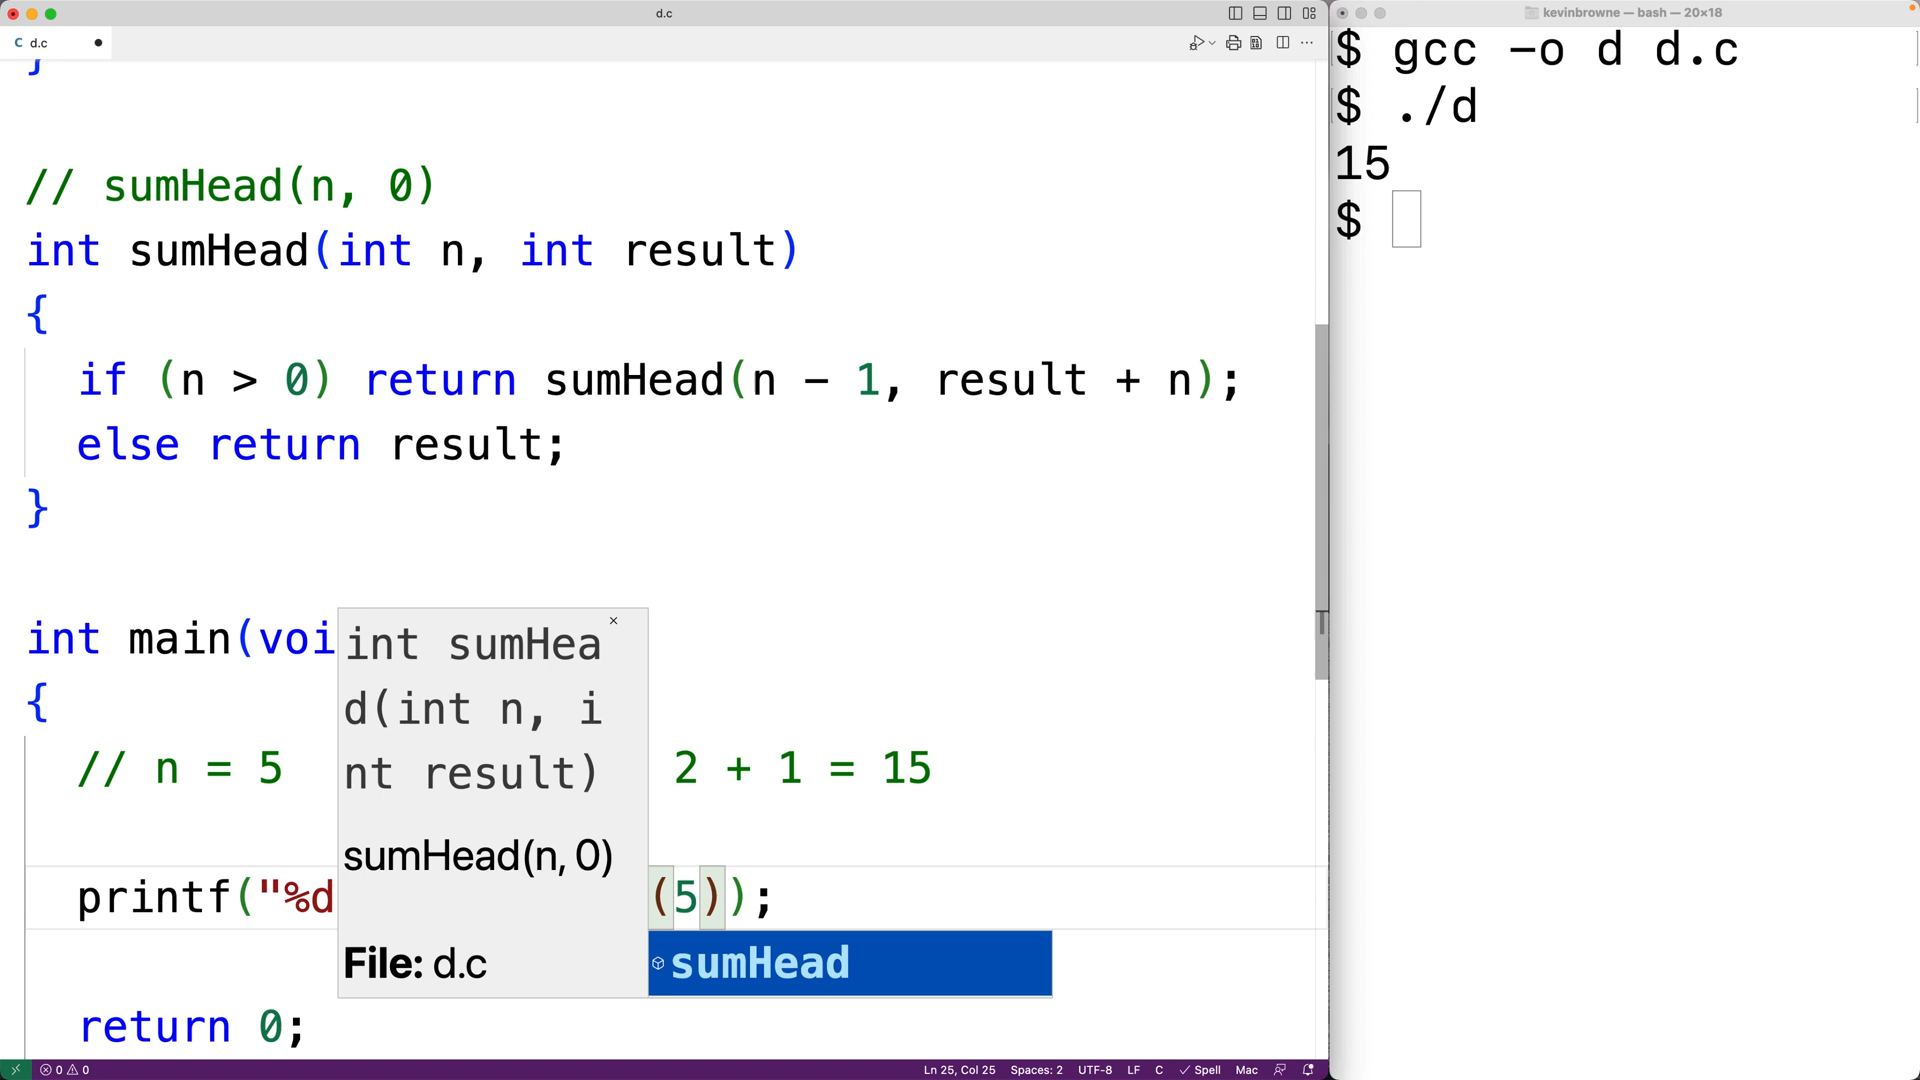 d.c
C d.c
}
// sumHead(n, 0)
int sumHead(int n, int result)
{
if (n > 0) return sumHead(n - 1, result + n);
else return result;
}
int main(voi
{
// n = 5 2 + 1 = 15
printf("%d (5));
return 0;
int sumHea
d(int n, i
nt result)
sumHead(n, 0)
File: d.c
sumHead
0 0
Ln 25, Col 25 Spaces: 2 UTF-8 LF C Spell Mac
kevinbrowne — bash — 20×18
$ gcc -o d d.c
$ ./d
15
$